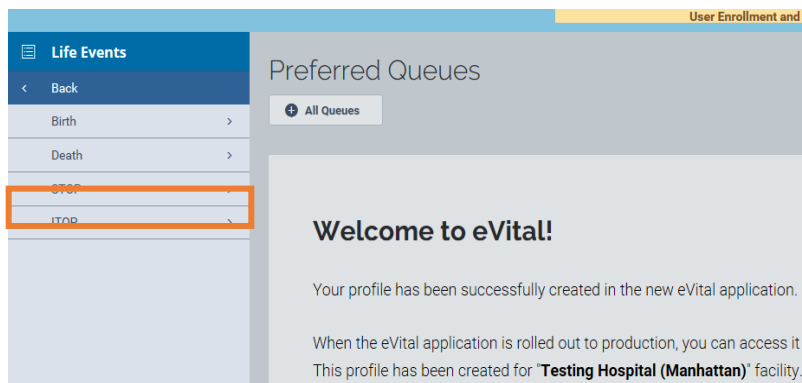 User Enrollment and
Life Events
Back
Birth
Death
STOP
ITOP
Preferred Queues
All Queues
Welcome to eVital!
Your profile has been successfully created in the new eVital application.
When the eVital application is rolled out to production, you can access it
This profile has been created for "Testing Hospital (Manhattan)" facility.